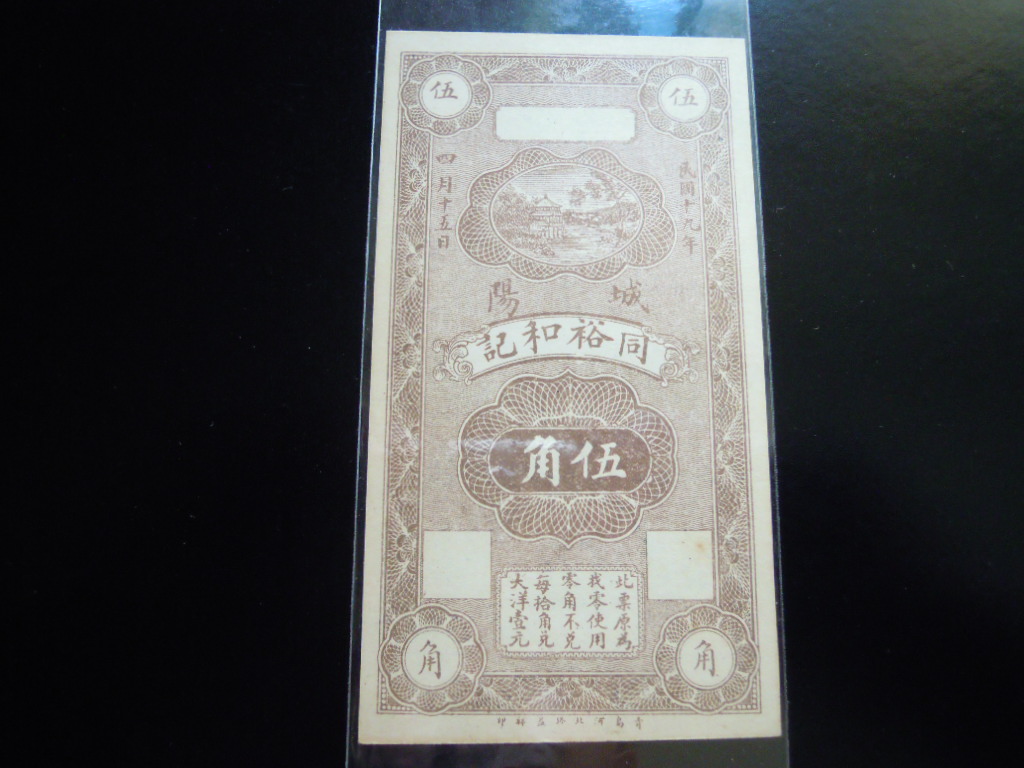 伍 伍
民國十九年
四月十五日
城陽
同裕和記
伍角
此票原為
找零使用
零角不兌
每拾角兌
大洋壹元
角 角